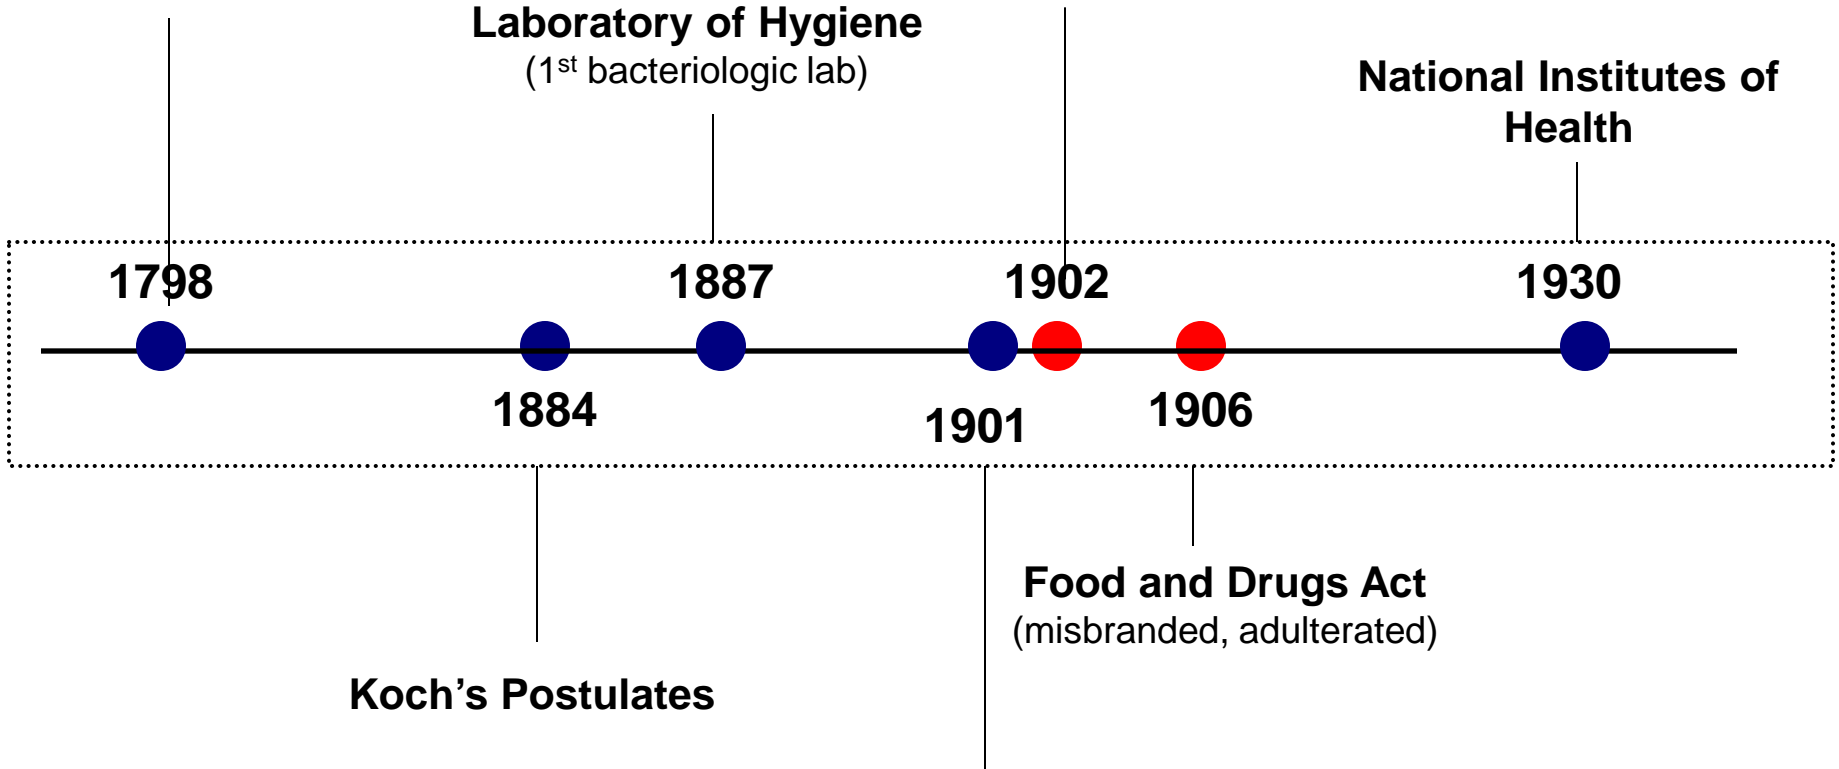 Laboratory of Hygiene
(1st bacteriologic lab)
National Institutes of
Health
1798
1887
1902
1930
1884
1901
1906
Food and Drugs Act
(misbranded, adulterated)
Koch’s Postulates